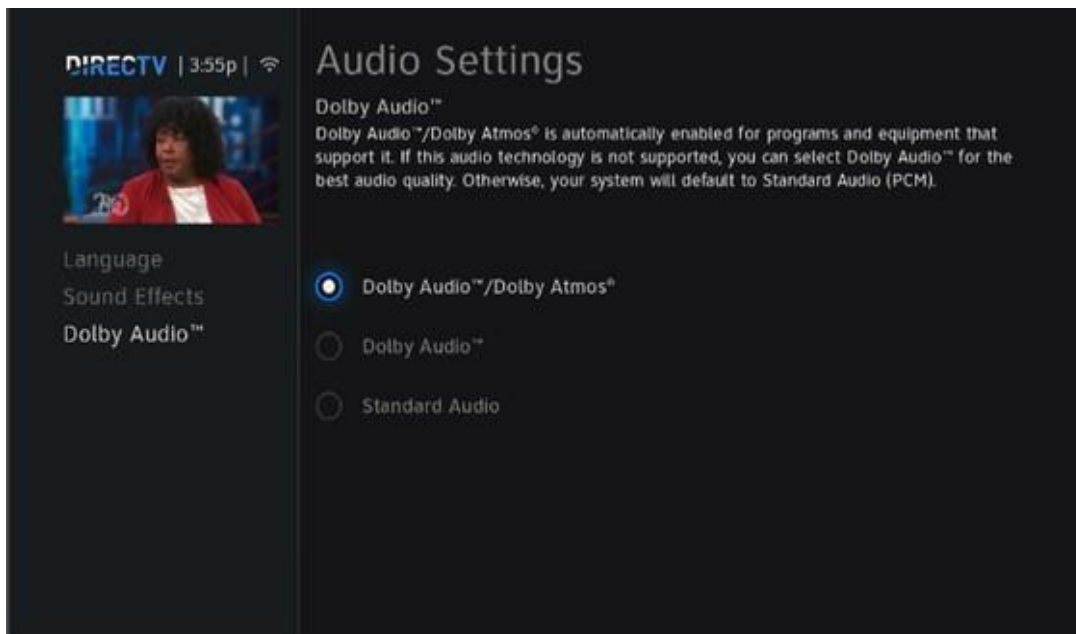 DIRECTV | 3:55p |
Audio Settings
Dolby Audio™
Dolby Audio™/Dolby Atmos® is automatically enabled for programs and equipment that
support it. If this audio technology is not supported, you can select Dolby Audio™ for the
best audio quality. Otherwise, your system will default to Standard Audio (PCM).
Language
Sound Effects
Dolby Audio™
Dolby Audio™/Dolby Atmos®
Dolby Audio™
Standard Audio